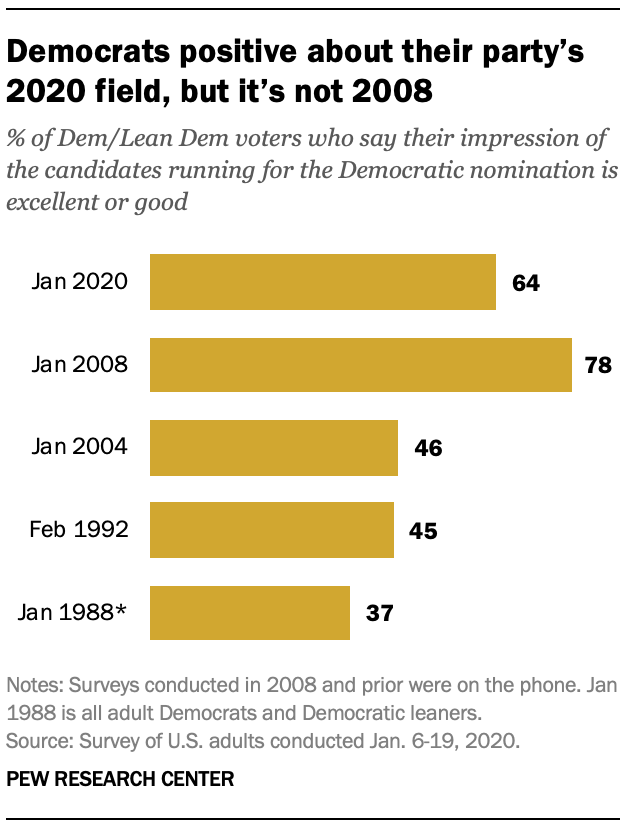 Democrats positive about their party's
2020 field, but it's not 2008
% of Dem/Lean Dem voters who say their impression of
the candidates running for the Democratic nomination is
excellent or good
Jan 2020 64
Jan 2008 78
Jan 2004 46
Feb 1992 45
Jan 1988* 37
Notes: Surveys conducted in 2008 and prior were on the phone. Jan
1988 is all adult Democrats and Democratic leaners.
Source: Survey of U.S. adults conducted Jan. 6-19, 2020.
PEW RESEARCH CENTER